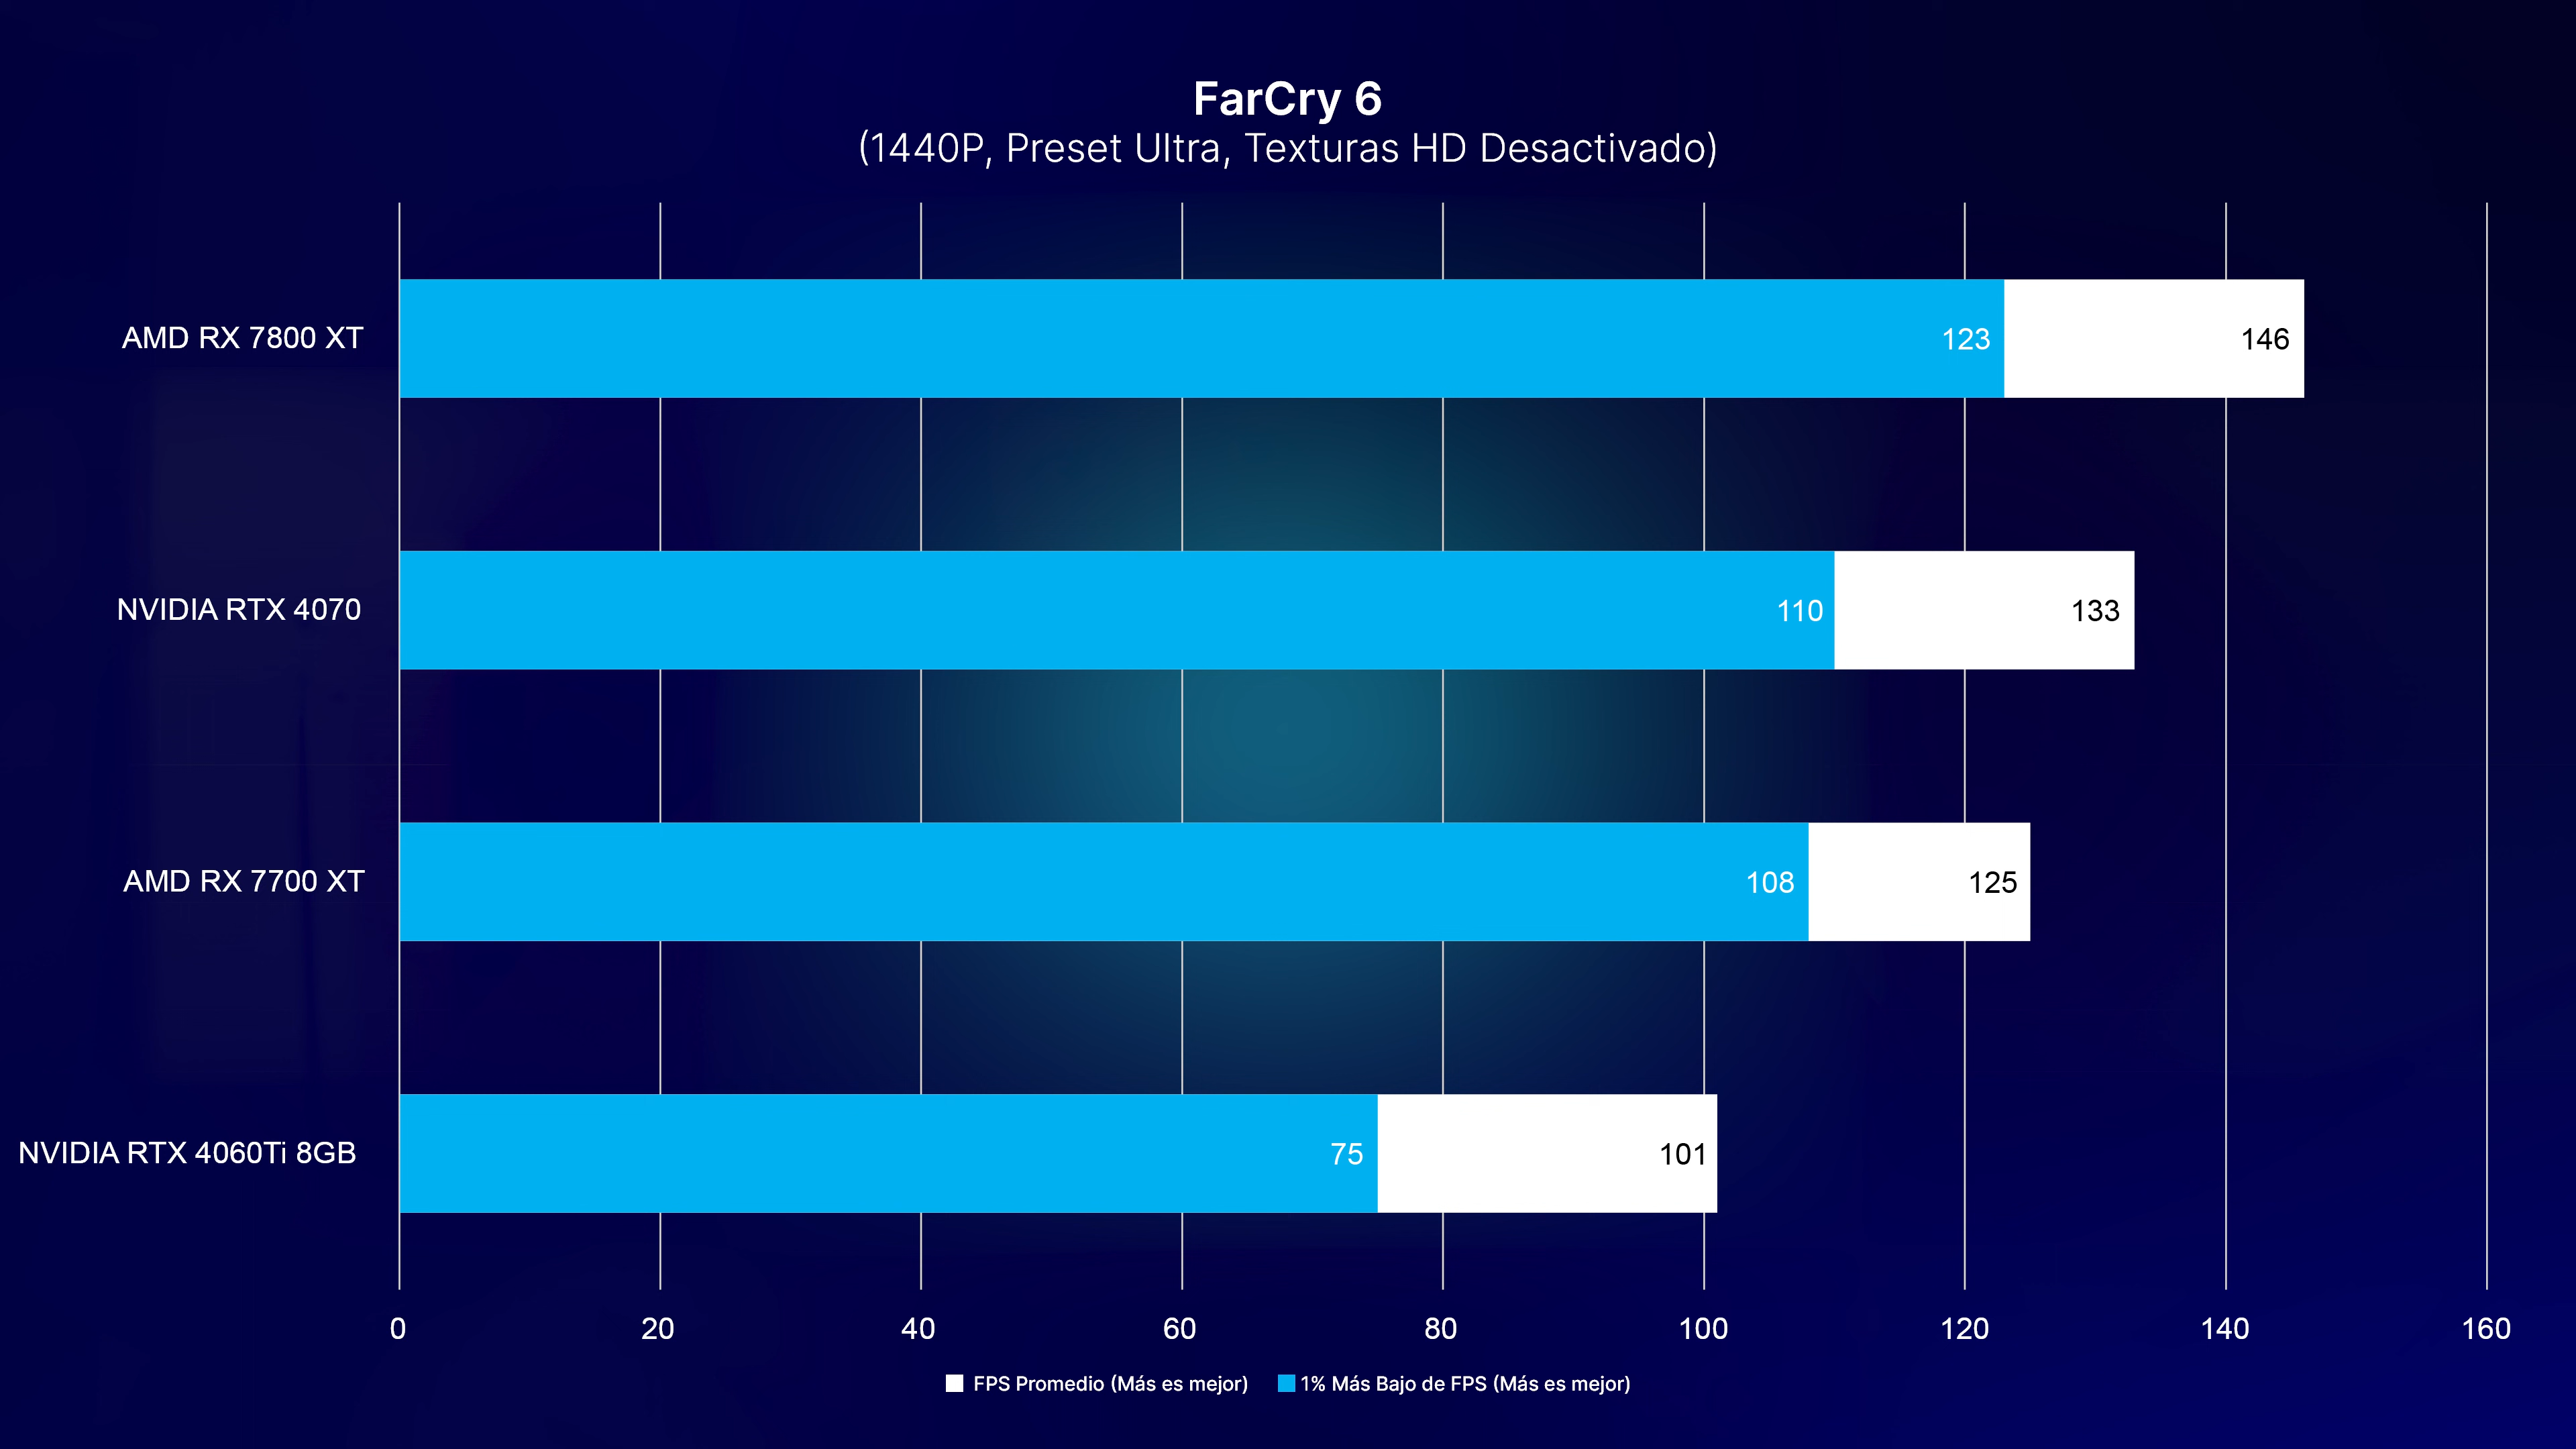 FarCry 6
(1440P, Preset Ultra, Texturas HD Desactivado)
AMD RX 7800 XT
123
146
NVIDIA RTX 4070
110
133
AMD RX 7700 XT
108
125
NVIDIA RTX 4060Ti 8GB
75
101
0 20 40 60 80 100 120 140 160
FPS Promedio (Más es mejor) 1% Más Bajo de FPS (Más es mejor)